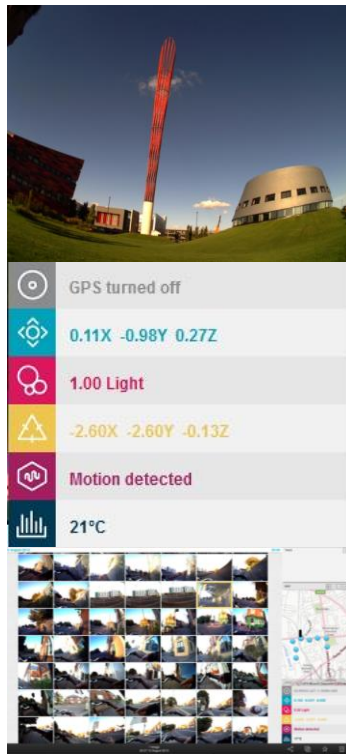 GPS turned off
0.11X -0.98Y 0.27Z
1.00 Light
-2.60X -2.60Y -0.13Z
Motion detected
21°C